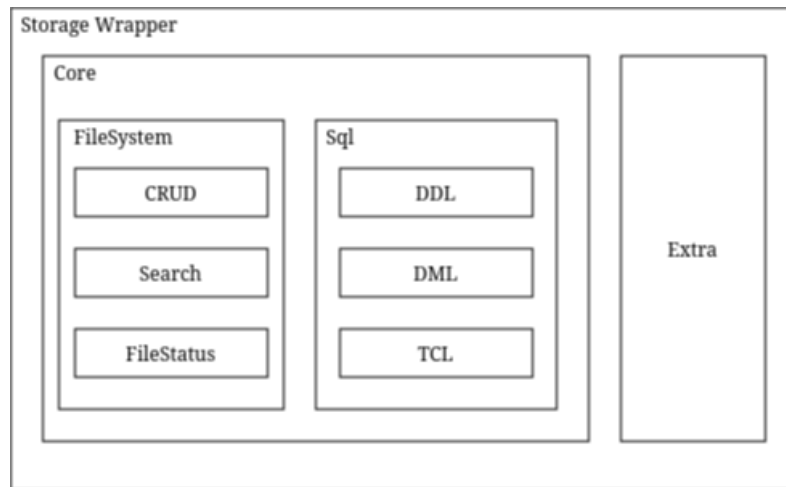 Storage Wrapper
Core
FileSystem
CRUD
Search
FileStatus
Sql
DDL
DML
TCL
Extra